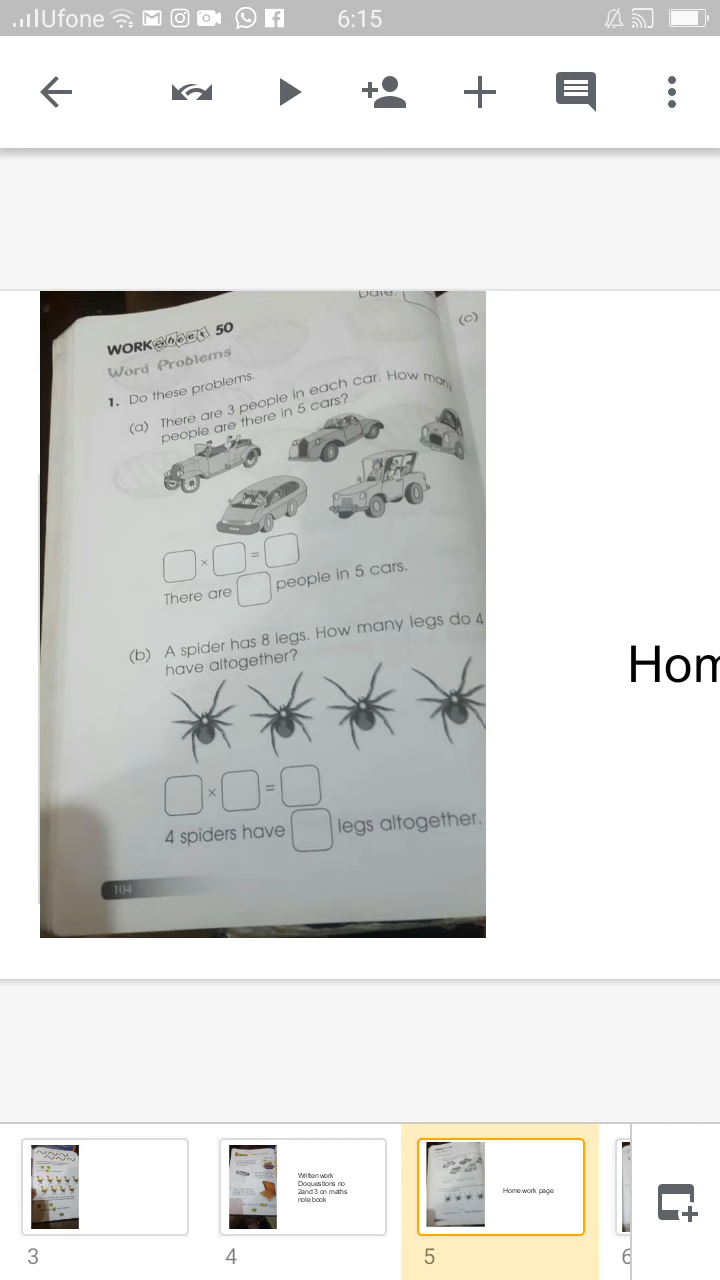 Ufone 6:15
Date:
WORKsheet 50
(c)
Word Problems
1. Do these problems.
(a) There are 3 people in each car. How many
people are there in 5 cars?
× =
There are people in 5 cars.
(b) A spider has 8 legs. How many legs do 4
have altogether?
× =
4 spiders have legs altogether.
104
Hom
Written work
Doquestions no
2and 3 on maths
note book
Home work page
3
4
5
6